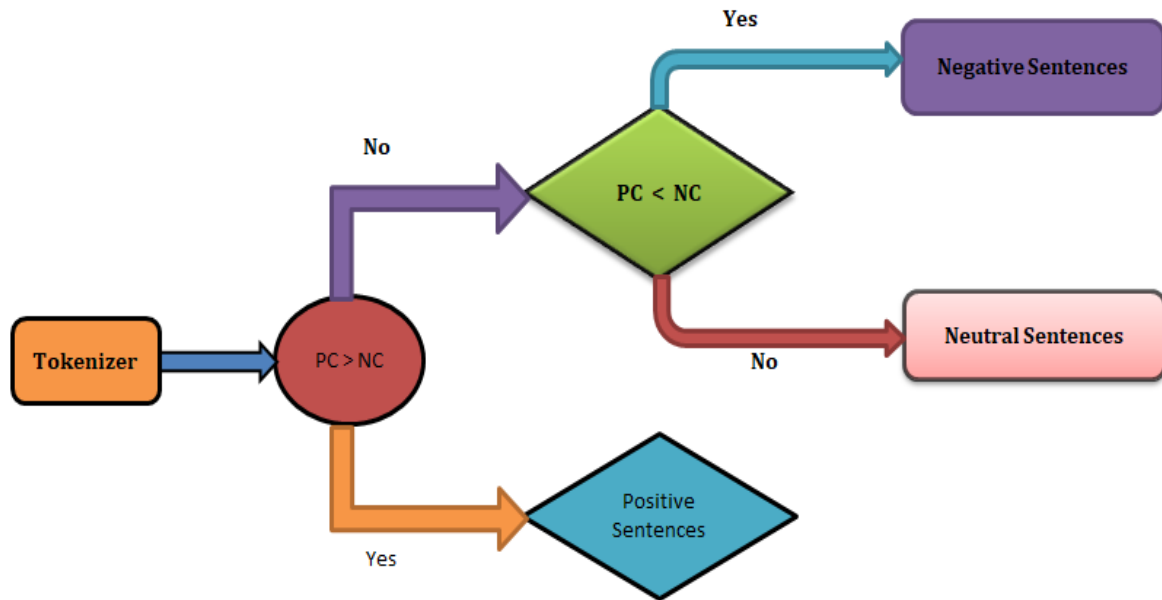 Yes
Negative Sentences
No
PC < NC
Tokenizer
PC > NC
Neutral Sentences
No
Positive
Sentences
Yes